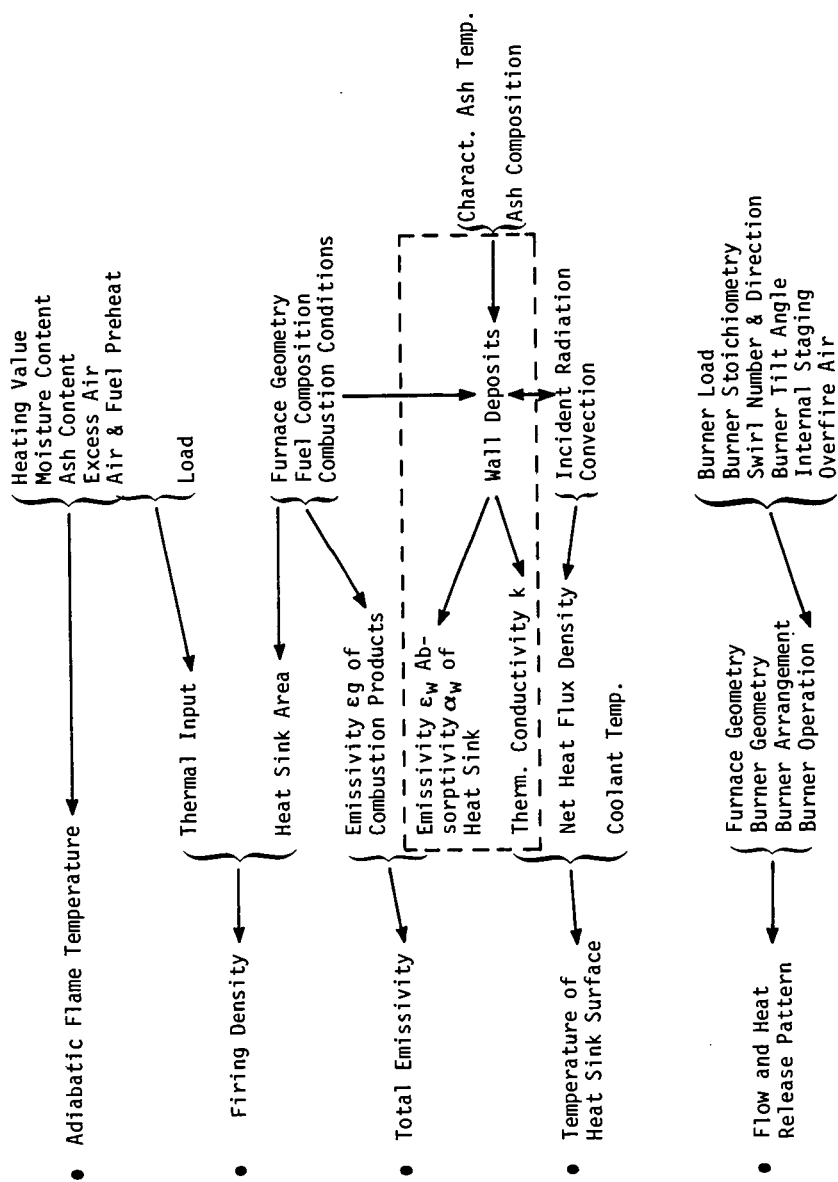 • Adiabatic Flame Temperature
Heating Value
Moisture Content
Ash Content
Excess Air
Air & Fuel Preheat
Load
• Firing Density
Thermal Input
Heat Sink Area
Furnace Geometry
Fuel Composition
Combustion Conditions
• Total Emissivity
Emissivity εg of
Combustion Products
Emissivity εw Ab-
sorptivity αw of
Heat Sink
Wall Deposits
Charact. Ash Temp.
Ash Composition
• Temperature of
Heat Sink Surface
Therm. Conductivity k
Net Heat Flux Density
Coolant Temp.
Incident Radiation
Convection
• Flow and Heat
Release Pattern
Furnace Geometry
Burner Geometry
Burner Arrangement
Burner Operation
Burner Load
Burner Stoichiometry
Swirl Number & Direction
Burner Tilt Angle
Internal Staging
Overfire Air